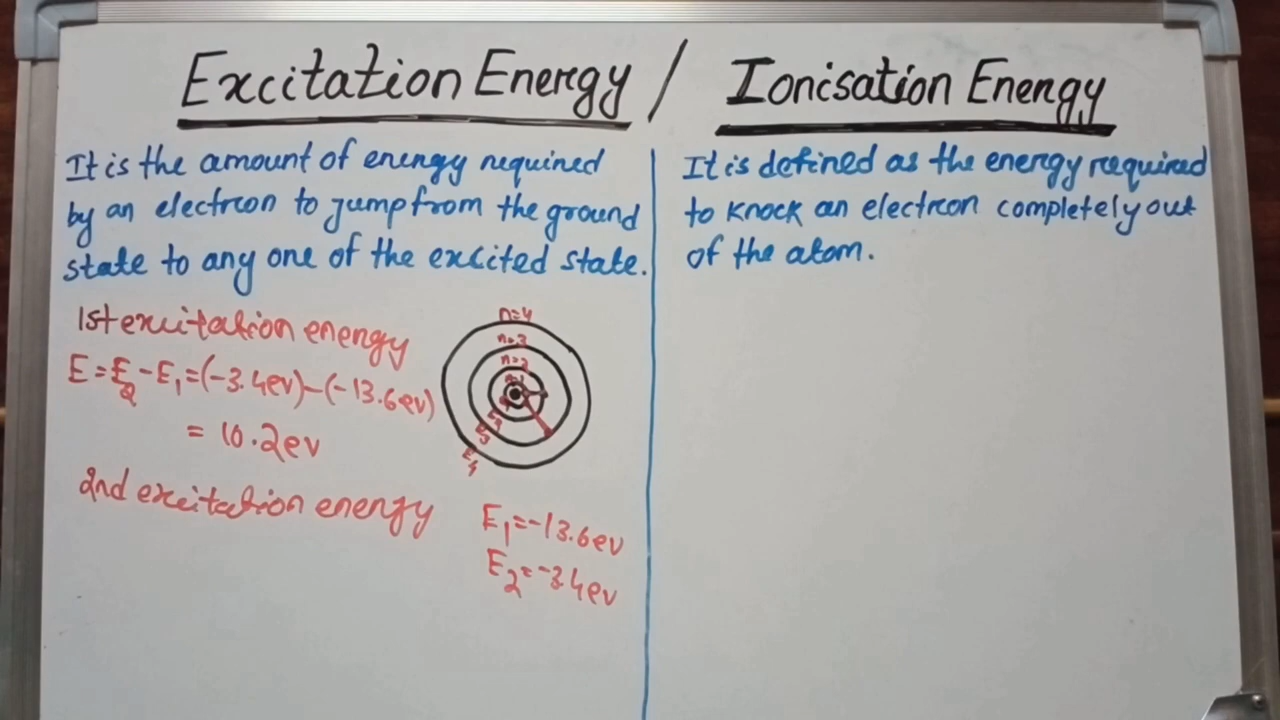 Excitation Energy / Ionisation Energy
It is the amount of energy required
by an electron to jump from the ground
state to any one of the excited state.
1st excitation energy
E = E2 - E1 = (-3.4ev) - (-13.6ev)
= 10.2ev
2nd excitation energy
n=4
n=3
n=2
E3
E4
E1 = -13.6ev
E2 = -3.4ev
It is defined as the energy required
to knock an electron completely out
of the atom.